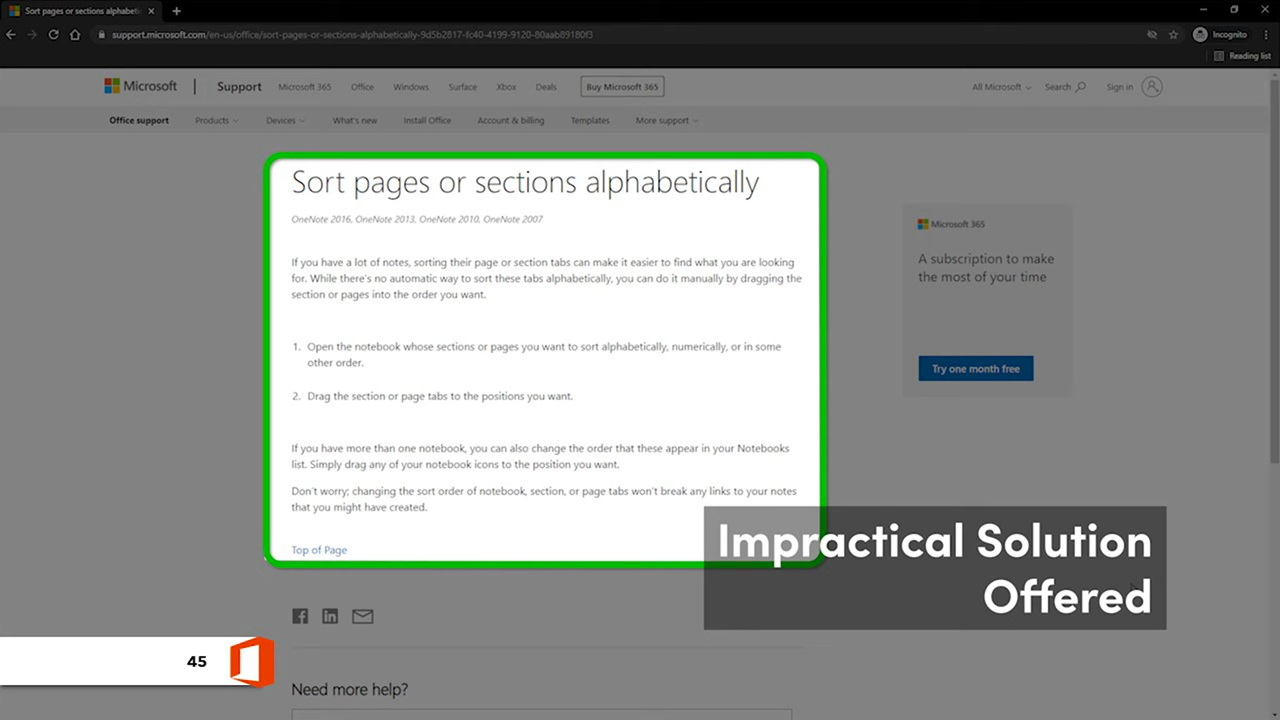 Sort pages or sections alphabeti
support.microsoft.com/en-us/office/sort-pages-or-sections-alphabetically-9d5b2817-fc40-4199-9120-80aab89180f3
Incognito
Reading list
Microsoft
Support
Microsoft 365
Office
Windows
Surface
Xbox
Deals
Buy Microsoft 365
All Microsoft
Search
Sign in
Office support
Products
Devices
What's new
Install Office
Account & billing
Templates
More support
Sort pages or sections alphabetically
OneNote 2016, OneNote 2013, OneNote 2010, OneNote 2007
If you have a lot of notes, sorting their page or section tabs can make it easier to find what you are looking
for. While there's no automatic way to sort these tabs alphabetically, you can do it manually by dragging the
section or pages into the order you want.
1. Open the notebook whose sections or pages you want to sort alphabetically, numerically, or in some
other order.
2. Drag the section or page tabs to the positions you want.
If you have more than one notebook, you can also change the order that these appear in your Notebooks
list. Simply drag any of your notebook icons to the position you want.
Don't worry; changing the sort order of notebook, section, or page tabs won't break any links to your notes
that you might have created.
Top of Page
Microsoft 365
A subscription to make
the most of your time
Try one month free
Impractical Solution
Offered
45
Need more help?